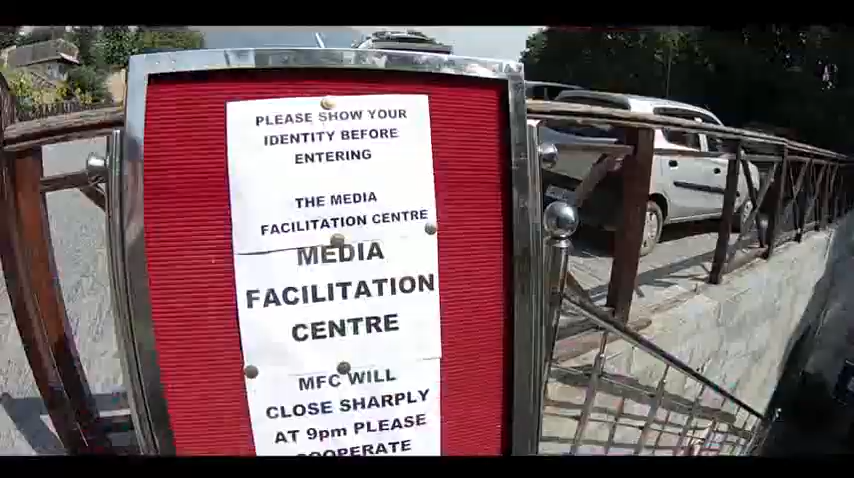 PLEASE SHOW YOUR
IDENTITY BEFORE
ENTERING
THE MEDIA
FACILITATION CENTRE
MEDIA
FACILITATION
CENTRE
MFC WILL
CLOSE SHARPLY
AT 9pm PLEASE
COOPERATE